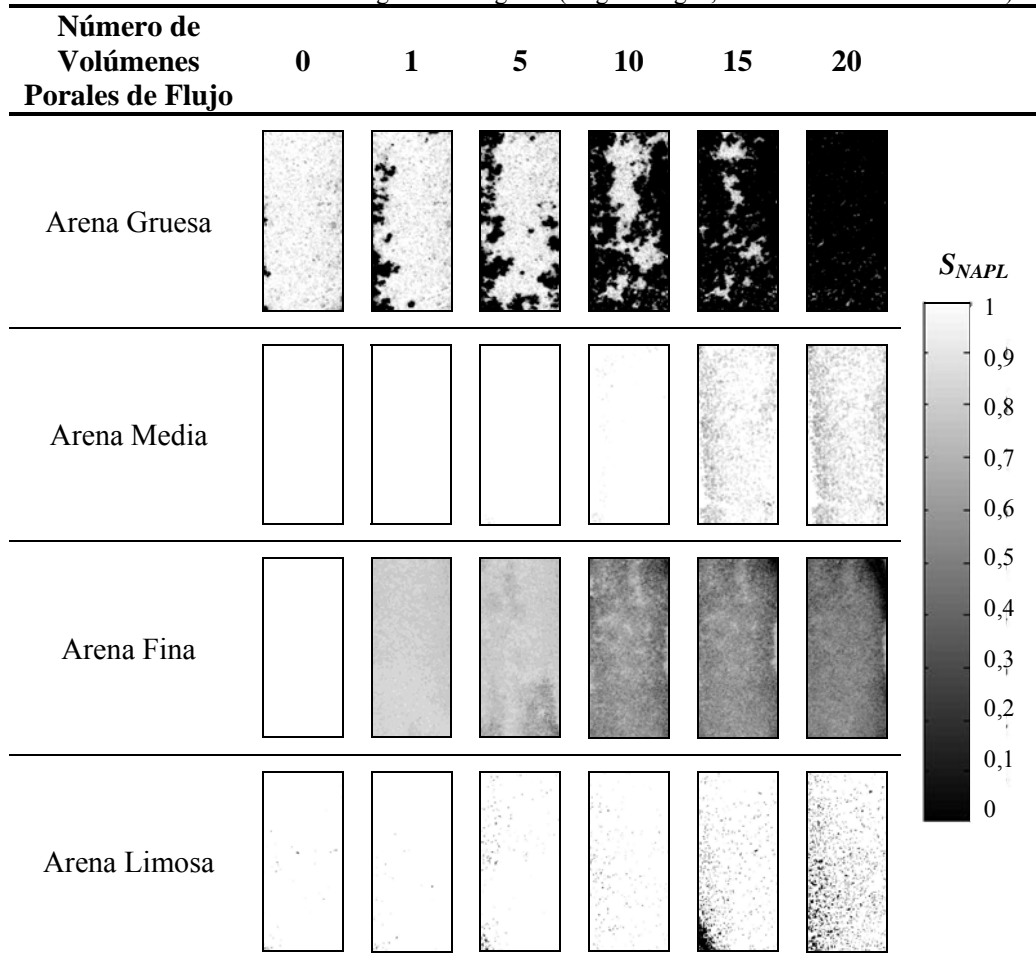 Número de
Volúmenes
Porales de Flujo
0 1 5 10 15 20
Arena Gruesa
Arena Media
Arena Fina
Arena Limosa
S_NAPL
1
0,9
0,8
0,7
0,6
0,5
0,4
0,3
0,2
0,1
0